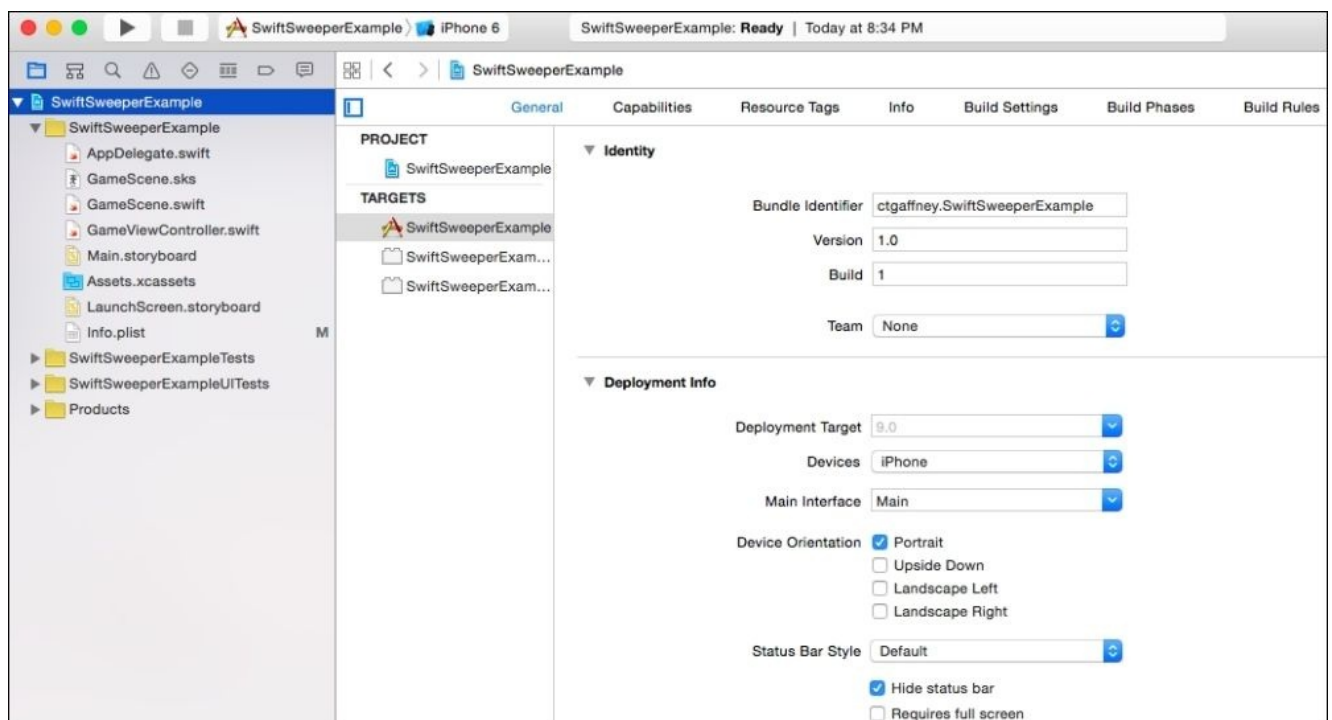 SwiftSweeperExample
iPhone 6
SwiftSweeperExample: Ready | Today at 8:34 PM
SwiftSweeperExample
SwiftSweeperExample
AppDelegate.swift
GameScene.sks
GameScene.swift
GameViewController.swift
Main.storyboard
Assets.xcassets
LaunchScreen.storyboard
Info.plist M
SwiftSweeperExampleTests
SwiftSweeperExampleUITests
Products
SwiftSweeperExample
General Capabilities Resource Tags Info Build Settings Build Phases Build Rules
PROJECT
SwiftSweeperExample
TARGETS
SwiftSweeperExample
SwiftSweeperExam...
SwiftSweeperExam...
Identity
Bundle Identifier ctgaffney.SwiftSweeperExample
Version 1.0
Build 1
Team None
Deployment Info
Deployment Target 9.0
Devices iPhone
Main Interface Main
Device Orientation Portrait
Upside Down
Landscape Left
Landscape Right
Status Bar Style Default
Hide status bar
Requires full screen